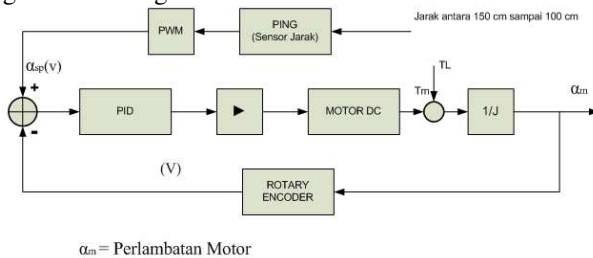 PWM
PING
(Sensor Jarak)
Jarak antara 150 cm sampai 100 cm
αsp(v)
+
-
PID
MOTOR DC
Tm
TL
1/J
αm
(V)
ROTARY
ENCODER
αm = Perlambatan Motor